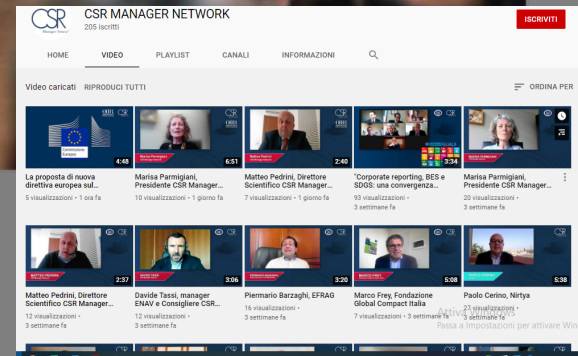 CSR
Manager Network
CSR MANAGER NETWORK
205 iscritti
ISCRIVITI
HOME VIDEO PLAYLIST CANALI INFORMAZIONI
Video caricati RIPRODUCI TUTTI ORDINA PER
4:48 6:51 2:40 3:34
La proposta di nuova
direttiva europea sul...
5 visualizzazioni • 1 ora fa
Marisa Parmigiani,
Presidente CSR Manager...
10 visualizzazioni • 1 giorno fa
Matteo Pedrini, Direttore
Scientifico CSR Manager...
7 visualizzazioni • 1 giorno fa
"Corporate reporting, BES e
SDGS: una convergenza...
93 visualizzazioni •
3 settimane fa
Marisa Parmigiani,
Presidente CSR Manager...
20 visualizzazioni •
3 settimane fa
2:37 3:06 3:20 5:08 5:38
Matteo Pedrini, Direttore
Scientifico CSR Manager...
12 visualizzazioni •
3 settimane fa
Davide Tassi, manager
ENAV e Consigliere CSR...
12 visualizzazioni •
3 settimane fa
Piermario Barzaghi, EFRAG
16 visualizzazioni •
3 settimane fa
Marco Frey, Fondazione
Global Compact Italia
7 visualizzazioni • 3 settimane fa
Paolo Cerino, Nirtya
27 visualizzazioni •
3 settimane fa
Passa a Impostazioni per attivare Win